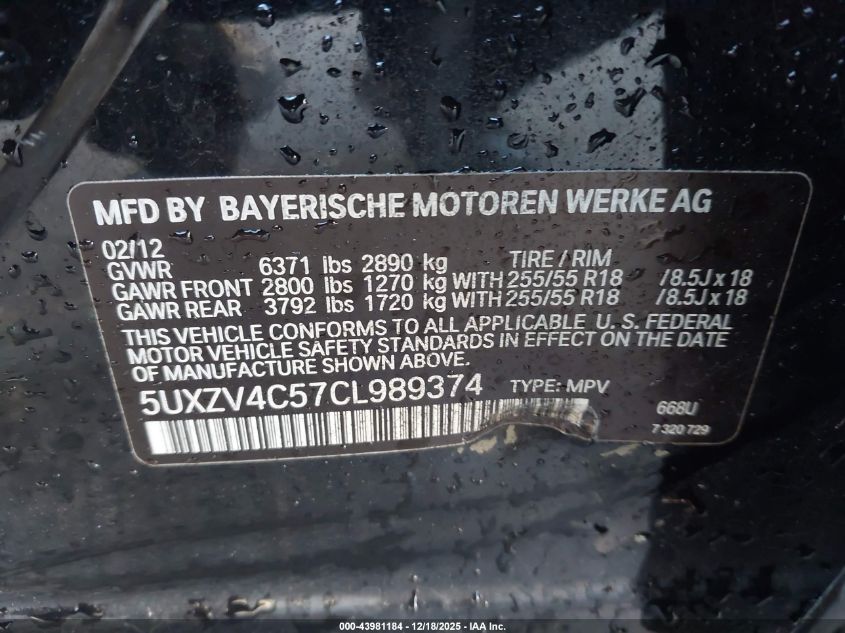 MFD BY BAYERISCHE MOTOREN WERKE AG
02/12 TIRE / RIM
GVWR 6371 lbs 2890 kg
GAWR FRONT 2800 lbs 1270 kg WITH 255/55 R18 /8.5J x 18
GAWR REAR 3792 lbs 1720 kg WITH 255/55 R18 /8.5J x 18
THIS VEHICLE CONFORMS TO ALL APPLICABLE U. S. FEDERAL
MOTOR VEHICLE SAFETY STANDARDS IN EFFECT ON THE DATE
OF MANUFACTURE SHOWN ABOVE.
5UXZV4C57CL989374 TYPE: MPV
668U
7 320 729
000-43981184 - 12/18/2025 - IAA Inc.